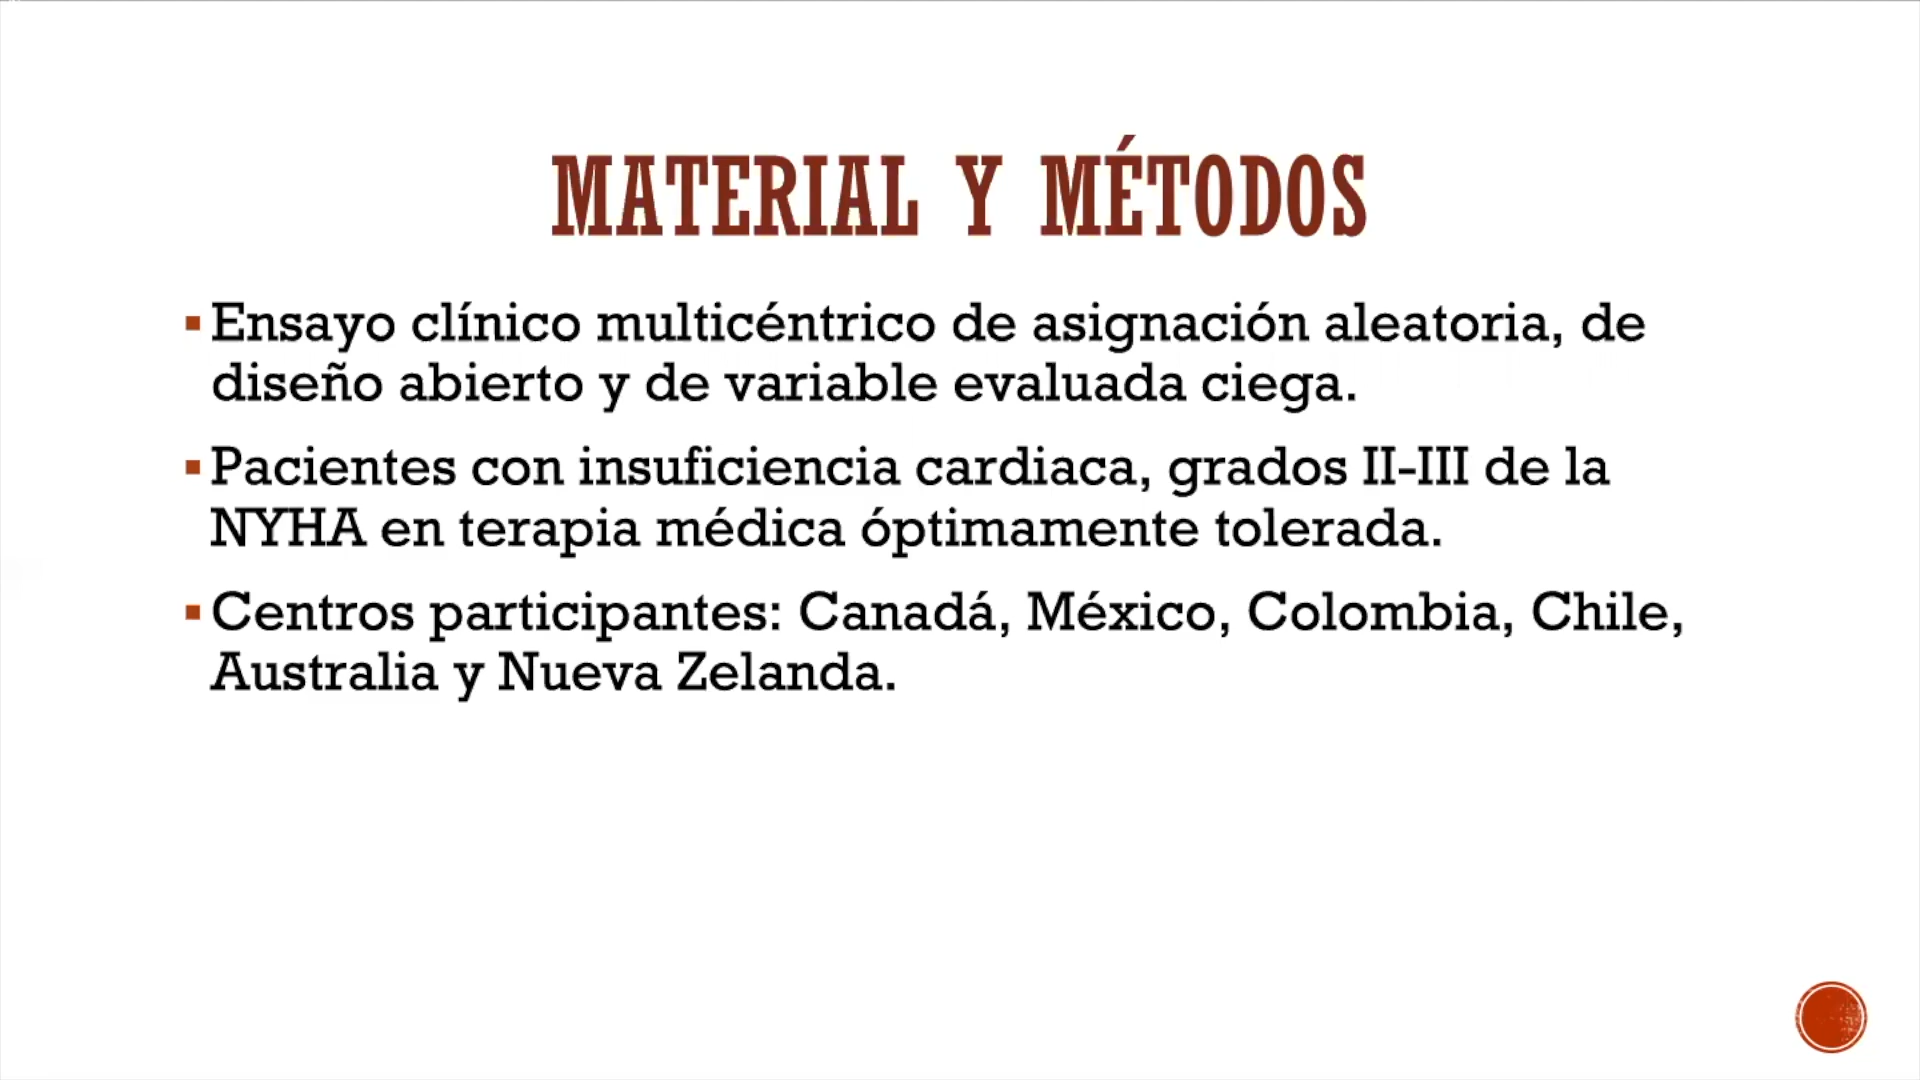 MATERIAL Y MÉTODOS
▪ Ensayo clínico multicéntrico de asignación aleatoria, de
diseño abierto y de variable evaluada ciega.
▪ Pacientes con insuficiencia cardiaca, grados II-III de la
NYHA en terapia médica óptimamente tolerada.
▪ Centros participantes: Canadá, México, Colombia, Chile,
Australia y Nueva Zelanda.